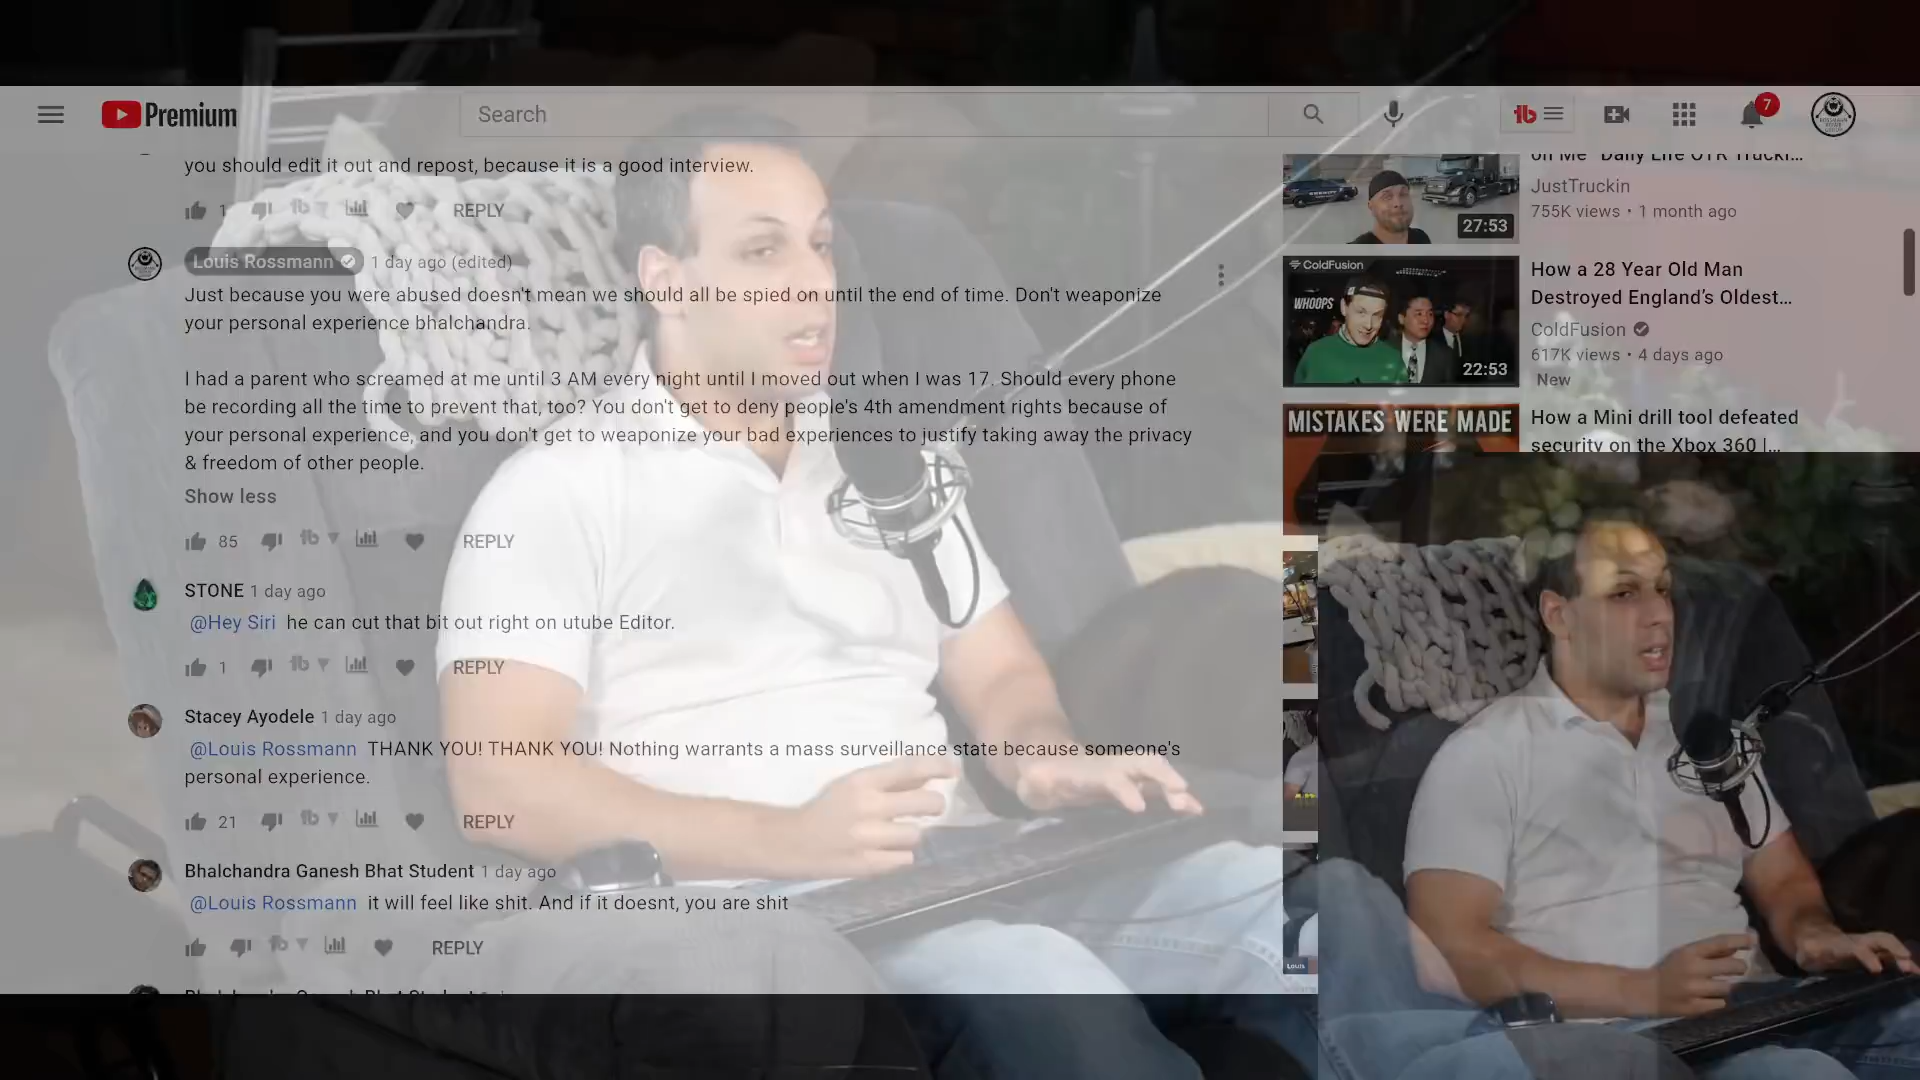 Premium
Search
7
you should edit it out and repost, because it is a good interview.
1
REPLY
Louis Rossmann 1 day ago (edited)
Just because you were abused doesn't mean we should all be spied on until the end of time. Don't weaponize
your personal experience bhalchandra.
I had a parent who screamed at me until 3 AM every night until I moved out when I was 17. Should every phone
be recording all the time to prevent that, too? You don't get to deny people's 4th amendment rights because of
your personal experience, and you don't get to weaponize your bad experiences to justify taking away the privacy
& freedom of other people.
Show less
85
REPLY
STONE 1 day ago
@Hey Siri he can cut that bit out right on utube Editor.
1
REPLY
Stacey Ayodele 1 day ago
@Louis Rossmann THANK YOU! THANK YOU! Nothing warrants a mass surveillance state because someone's
personal experience.
21
REPLY
Bhalchandra Ganesh Bhat Student 1 day ago
@Louis Rossmann it will feel like shit. And if it doesnt, you are shit
REPLY
on Me "Daily Life OTR Trucki...
JustTruckin
755K views • 1 month ago
27:53
ColdFusion
WHOOPS
22:53
How a 28 Year Old Man
Destroyed England's Oldest...
ColdFusion
617K views • 4 days ago
New
MISTAKES WERE MADE
How a Mini drill tool defeated
security on the Xbox 360 |...
Louis